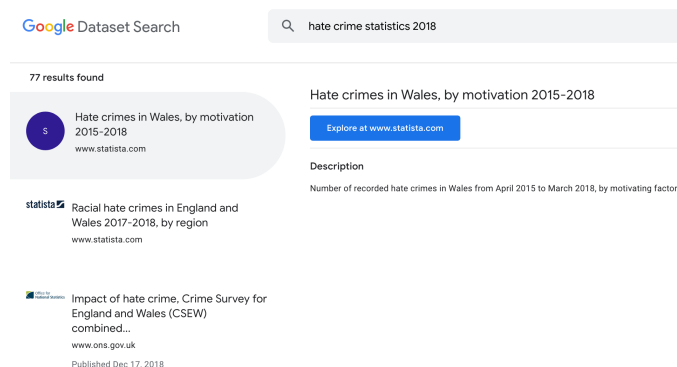 Google Dataset Search
hate crime statistics 2018
77 results found
S
Hate crimes in Wales, by motivation
2015-2018
www.statista.com
statista
Racial hate crimes in England and
Wales 2017-2018, by region
www.statista.com
Office for
National Statistics
Impact of hate crime, Crime Survey for
England and Wales (CSEW)
combined...
www.ons.gov.uk
Published Dec 17, 2018
Hate crimes in Wales, by motivation 2015-2018
Explore at www.statista.com
Description
Number of recorded hate crimes in Wales from April 2015 to March 2018, by motivating factor